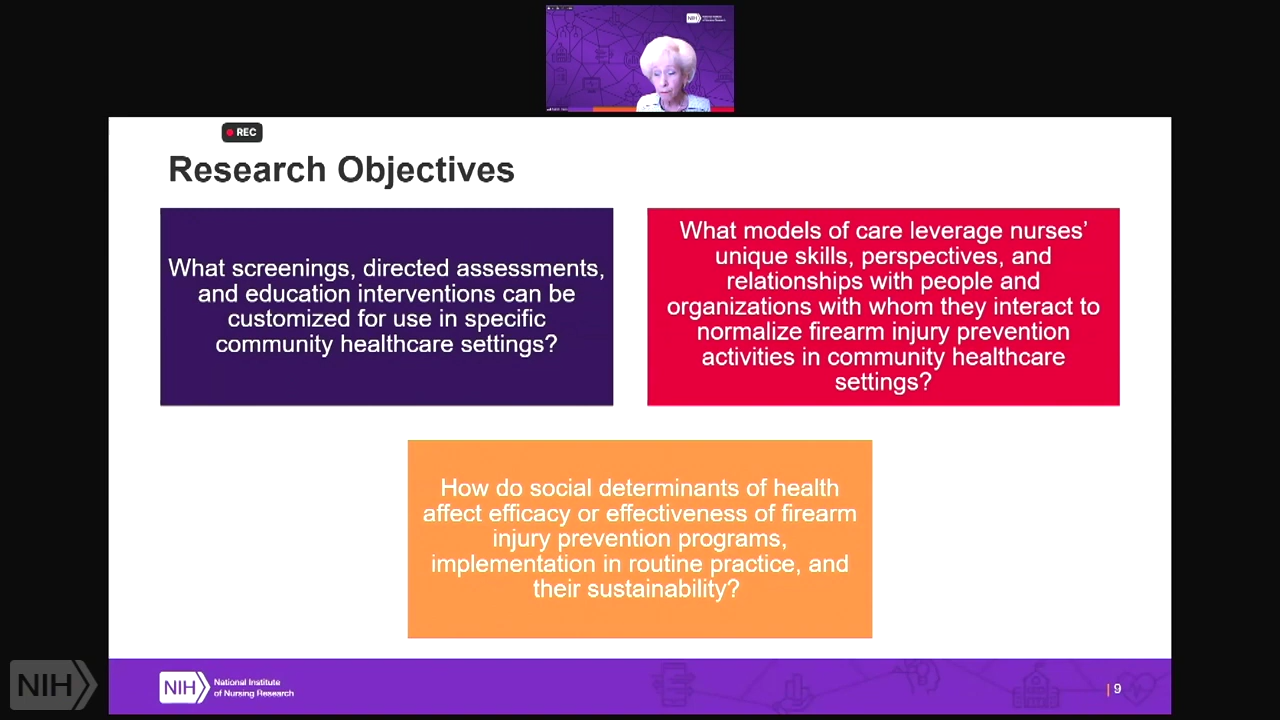 NIH
REC
Research Objectives
What screenings, directed assessments,
and education interventions can be
customized for use in specific
community healthcare settings?
What models of care leverage nurses’
unique skills, perspectives, and
relationships with people and
organizations with whom they interact to
normalize firearm injury prevention
activities in community healthcare
settings?
How do social determinants of health
affect efficacy or effectiveness of firearm
injury prevention programs,
implementation in routine practice, and
their sustainability?
NIH
NIH
National Institute
of Nursing Research
| 9